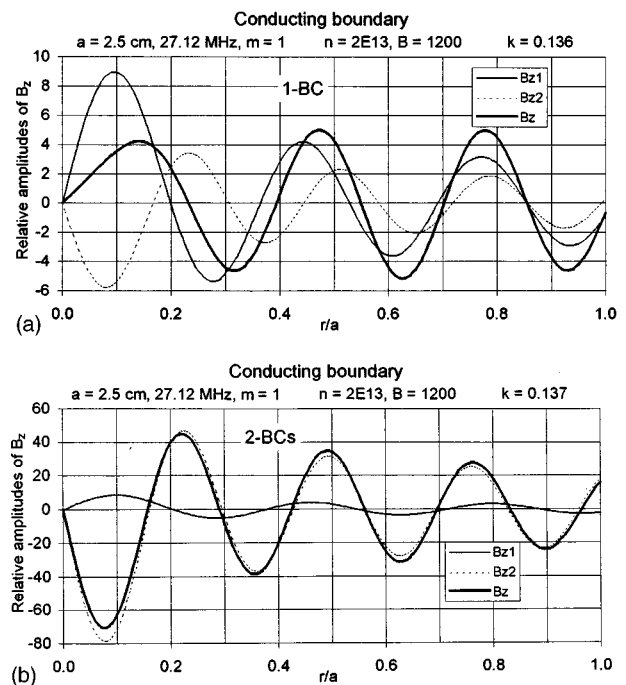 Conducting boundary
a = 2.5 cm, 27.12 MHz, m = 1 n = 2E13, B = 1200 k = 0.136
10
8
6
4
2
0
-2
-4
-6
Relative amplitudes of Bz
1-BC
Bz1
Bz2
Bz
0.0 0.2 0.4 0.6 0.8 1.0
r/a
(a)
Conducting boundary
a = 2.5 cm, 27.12 MHz, m = 1 n = 2E13, B = 1200 k = 0.137
60
40
20
0
-20
-40
-60
-80
Relative amplitudes of Bz
2-BCs
Bz1
Bz2
Bz
0.0 0.2 0.4 0.6 0.8 1.0
r/a
(b)